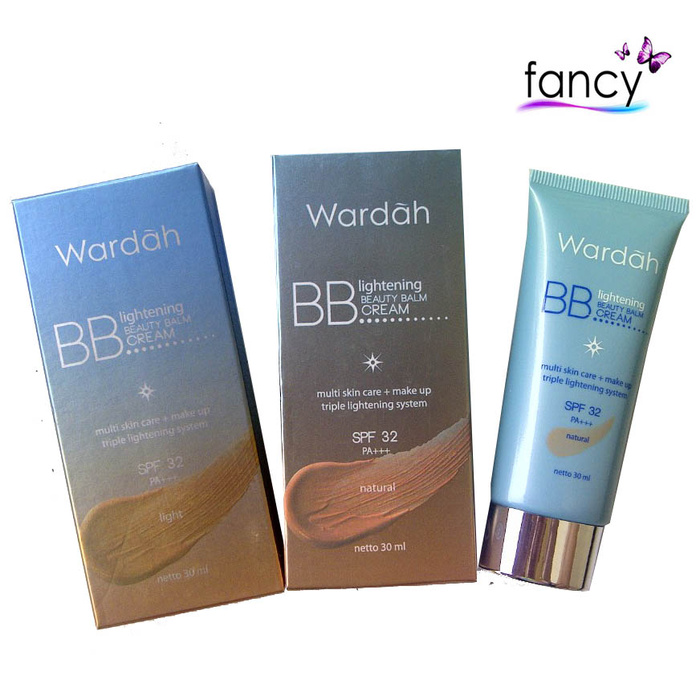 fancy
Wardāh
BB lightening
BEAUTY BALM
CREAM
multi skin care + make up
triple lightening system
SPF 32
PA+++
light
netto 30 ml
Wardāh
BB lightening
BEAUTY BALM
CREAM
multi skin care + make up
triple lightening system
SPF 32
PA+++
natural
netto 30 ml
Wardāh
BB lightening
BEAUTY BALM
CREAM
multi skin care + make up
triple lightening system
SPF 32
PA+++
natural
netto 30 ml